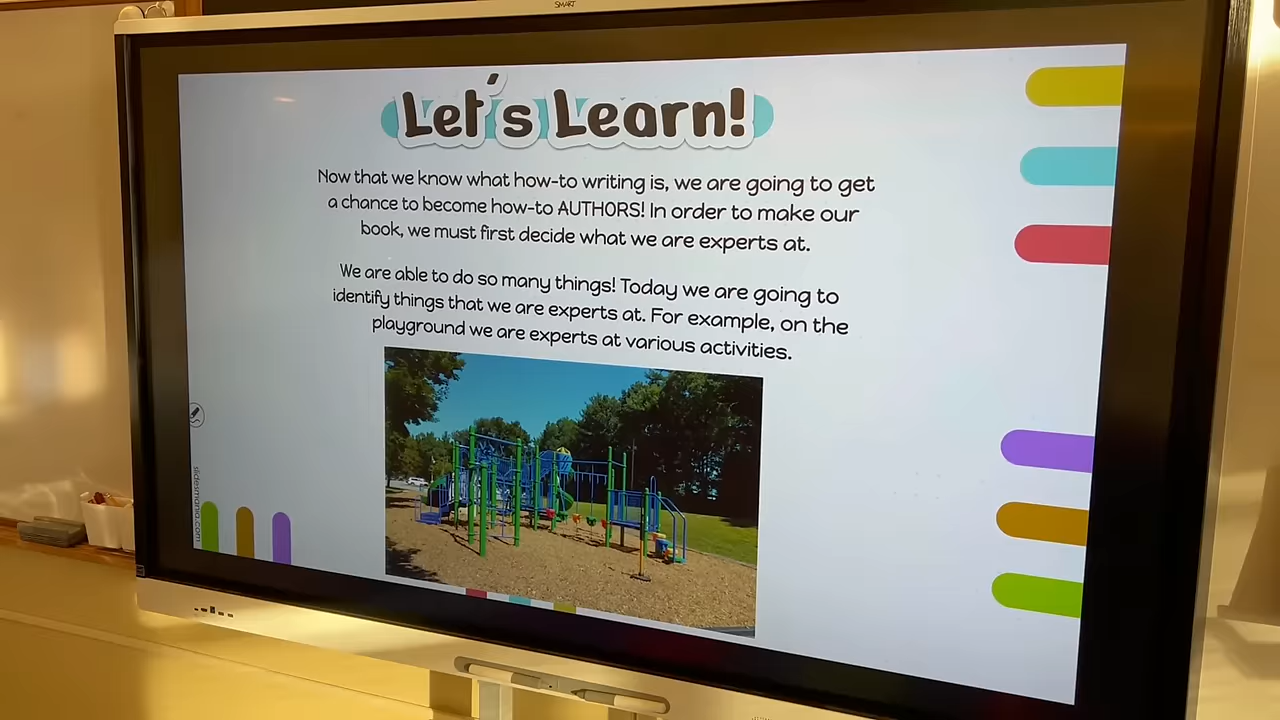 SMART
Let's Learn!
Now that we know what how-to writing is, we are going to get
a chance to become how-to AUTHORS! In order to make our
book, we must first decide what we are experts at.
We are able to do so many things! Today we are going to
identify things that we are experts at. For example, on the
playground we are experts at various activities.
slidesmania.com